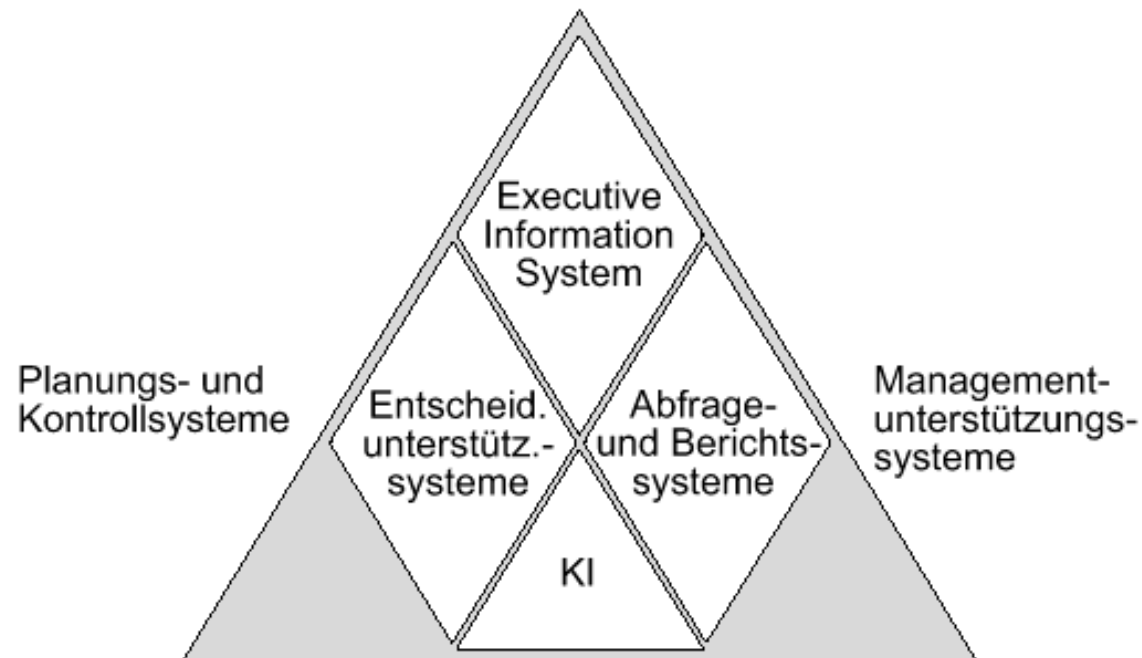 Executive
Information
System
Planungs- und
Kontrollsysteme
Entscheid.
unterstütz.-
systeme
Abfrage-
und Berichts-
systeme
Management-
unterstützungs-
systeme
KI